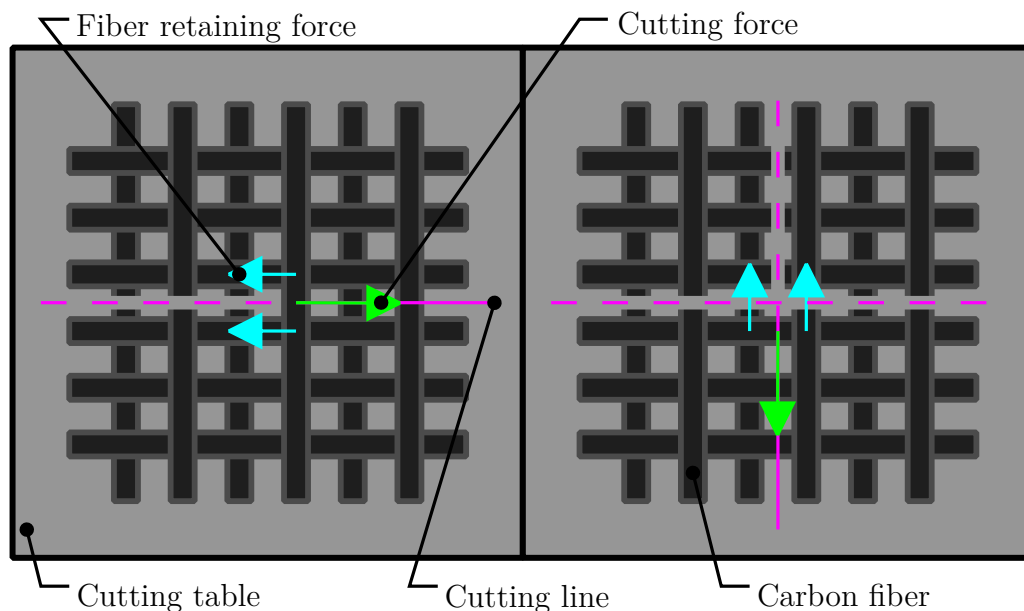 Fiber retaining force
Cutting force
Cutting table
Cutting line
Carbon fiber